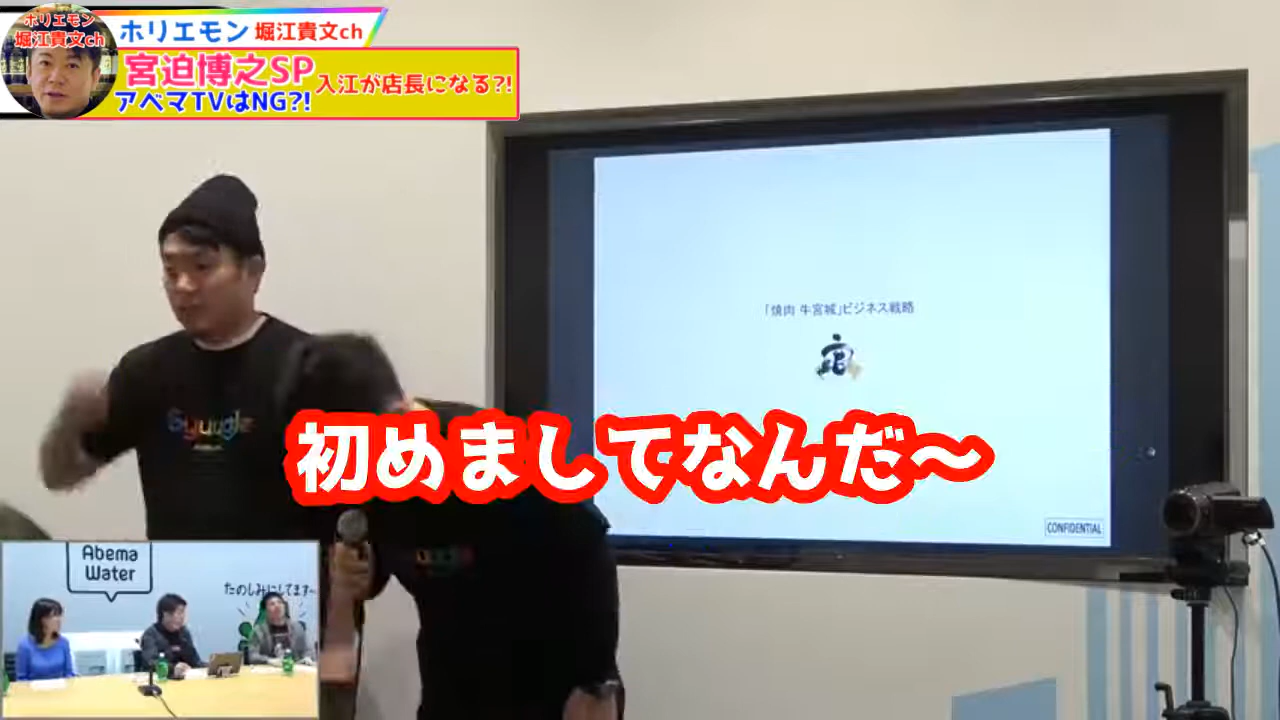 ホリエモン
堀江貴文ch
ホリエモン 堀江貴文ch
宮迫博之SP
アベマTVはNG?!
入江が店長になる?!
「焼肉 牛宮城」ビジネス戦略
Gyuugle
初めましてなんだ〜
CONFIDENTIAL
Abema
Water
たのしみにしてます〜